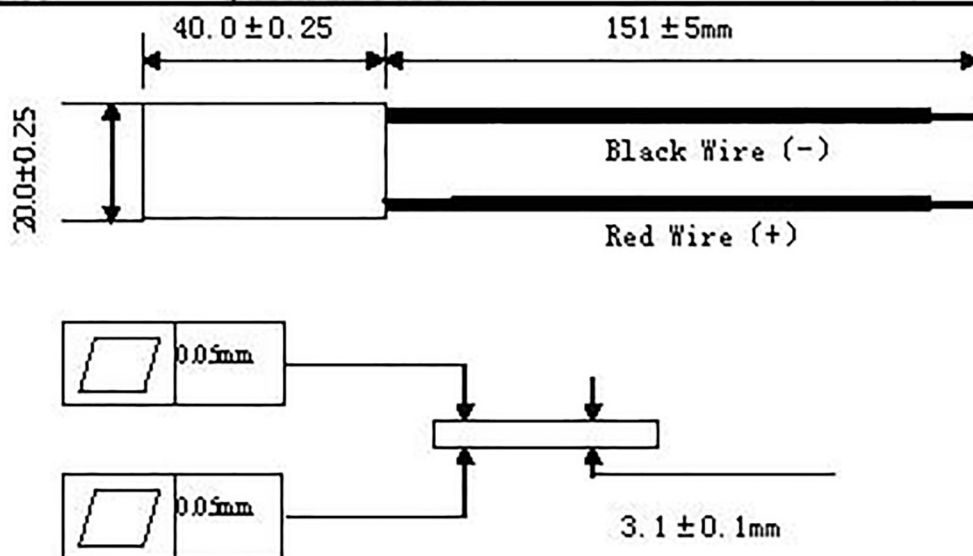 40.0±0.25
151±5mm
20.0±0.25
Black Wire (-)
Red Wire (+)
0.05mm
0.05mm
3.1±0.1mm